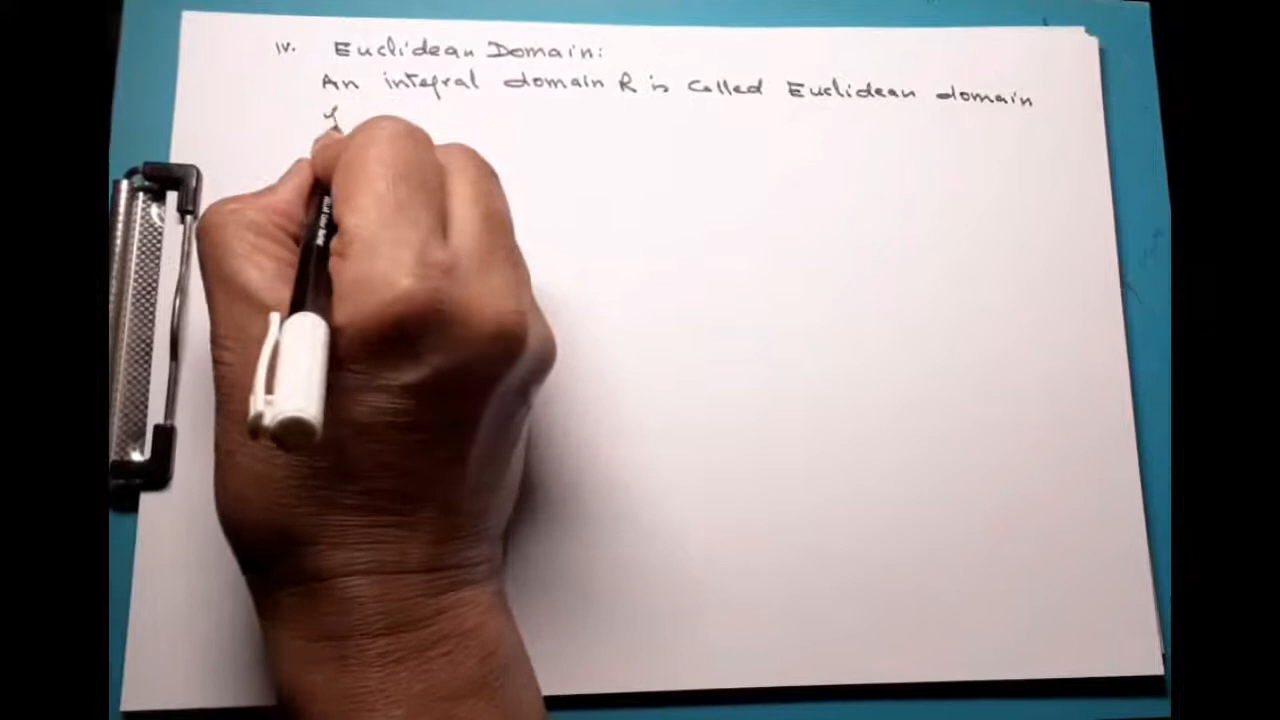 iv. Euclidean Domain:
An integral domain R is called Euclidean domain